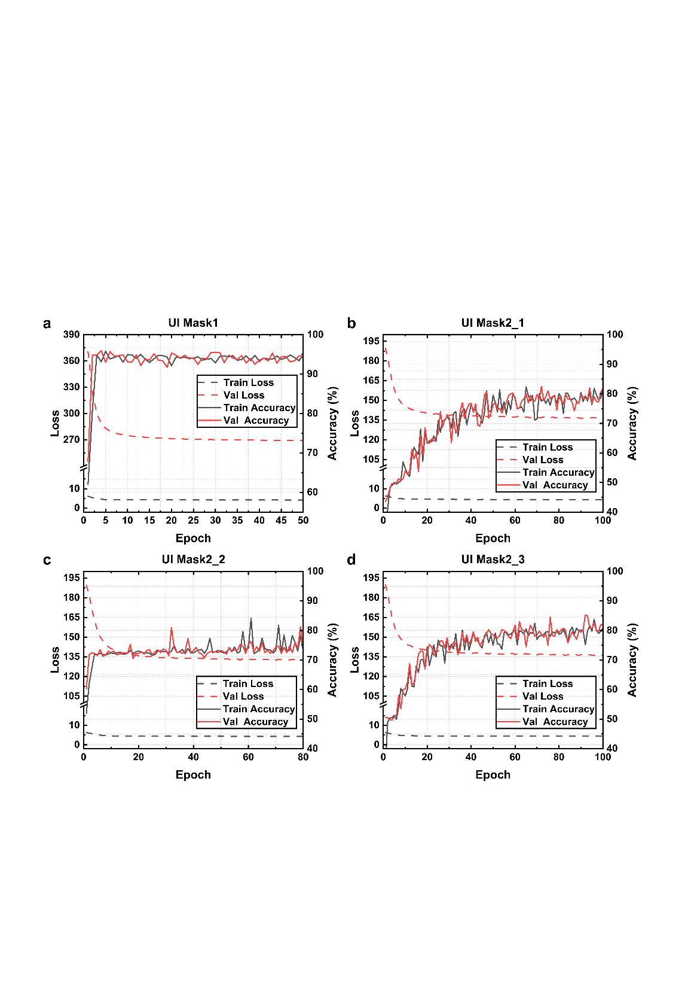 a
UI Mask1
390
360
330
300
270
10
0
Loss
100
90
80
70
60
Accuracy (%)
Train Loss
Val Loss
Train Accuracy
Val Accuracy
0 5 10 15 20 25 30 35 40 45 50
Epoch
b
UI Mask2_1
195
180
165
150
135
120
105
10
0
Loss
100
90
80
70
60
50
40
Accuracy (%)
Train Loss
Val Loss
Train Accuracy
Val Accuracy
0 20 40 60 80 100
Epoch
c
UI Mask2_2
195
180
165
150
135
120
105
10
0
Loss
100
90
80
70
60
50
40
Accuracy (%)
Train Loss
Val Loss
Train Accuracy
Val Accuracy
0 20 40 60 80
Epoch
d
UI Mask2_3
195
180
165
150
135
120
105
10
0
Loss
100
90
80
70
60
50
40
Accuracy (%)
Train Loss
Val Loss
Train Accuracy
Val Accuracy
0 20 40 60 80 100
Epoch